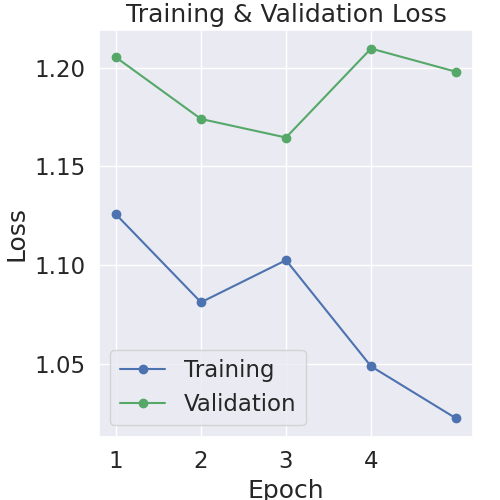 Training & Validation Loss
Loss
1.20
1.15
1.10
1.05
Training
Validation
1 2 3 4
Epoch